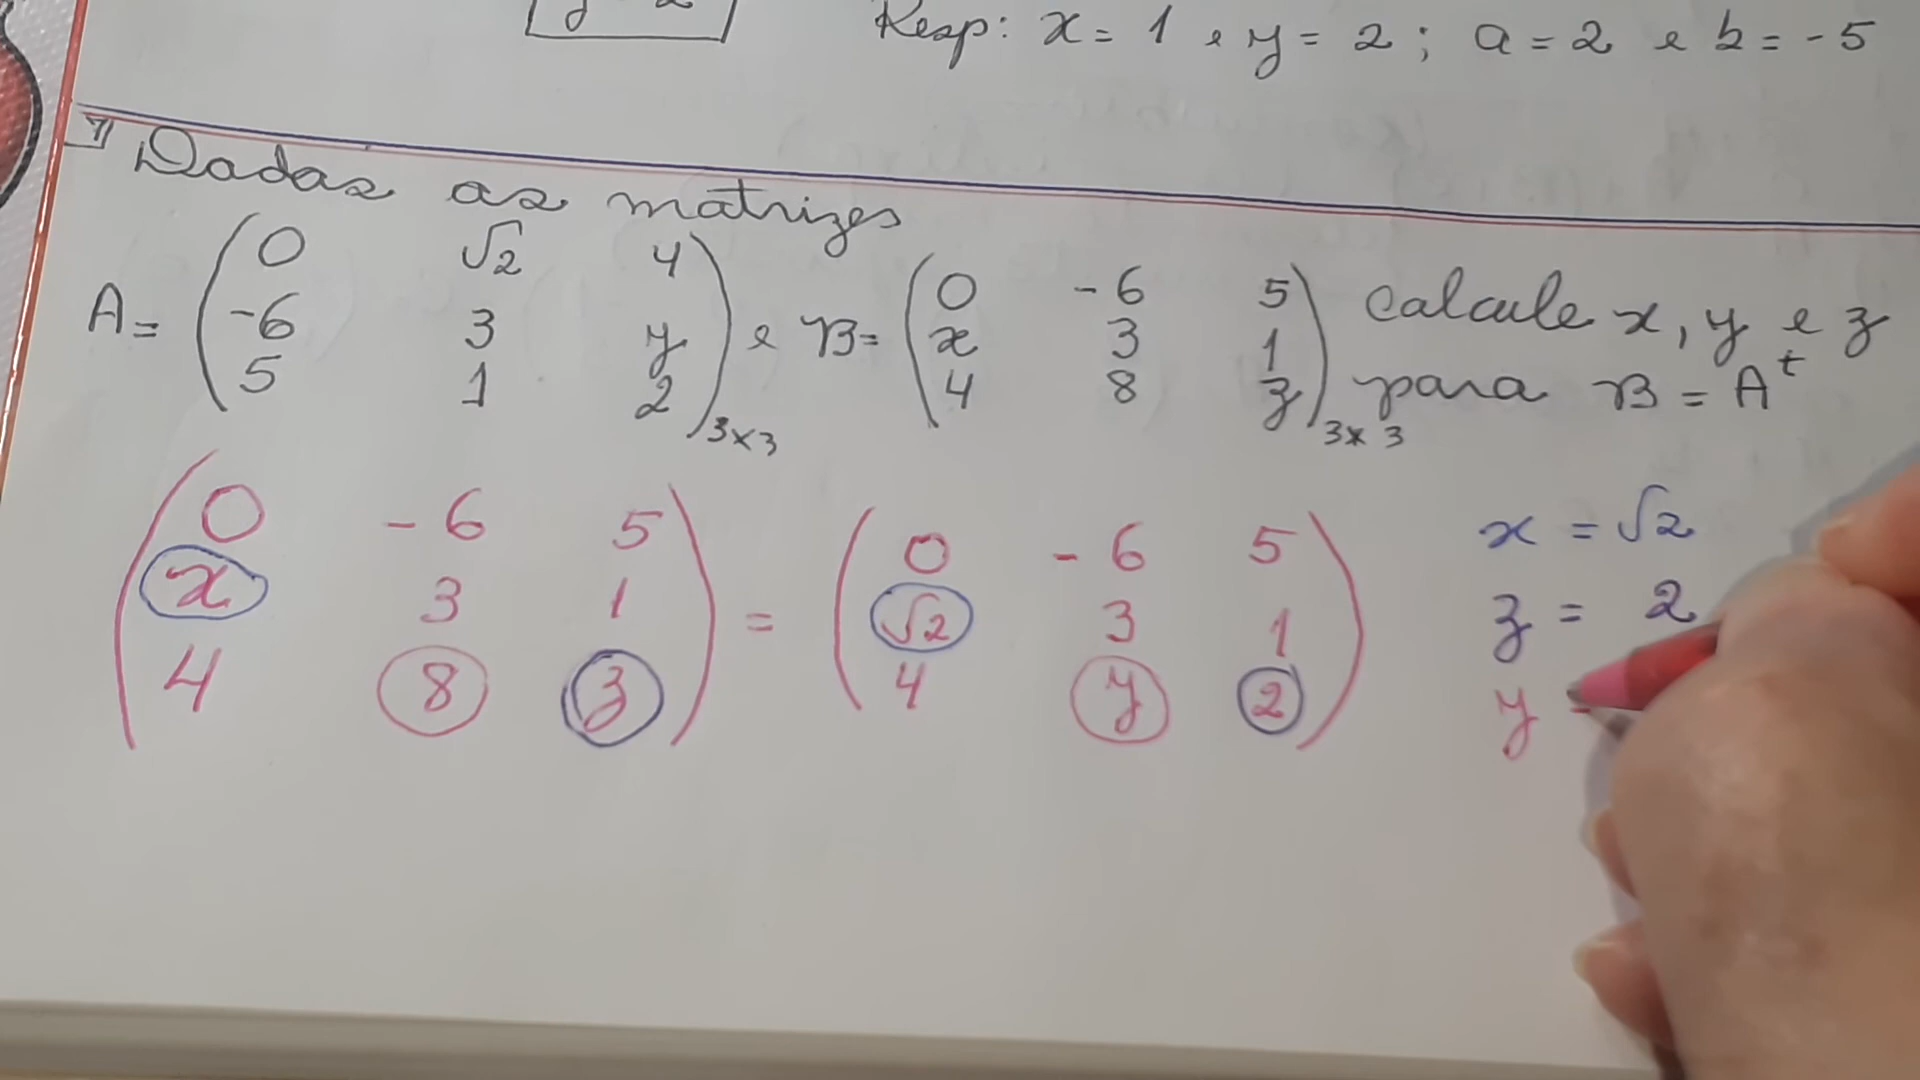 Resp: x = 1 e y = 2 ; a = 2 e b = -5
7) Dadas as matrizes
A = ( 0 √2 4 ; -6 3 y ; 5 1 2 )3x3 e B = ( 0 -6 5 ; x 3 1 ; 4 8 z )3x3 calcule x, y e z
para B = Aᵗ
( 0 -6 5 ; x 3 1 ; 4 8 z ) = ( 0 -6 5 ; √2 3 1 ; 4 y 2 )
x = √2
z = 2
y =